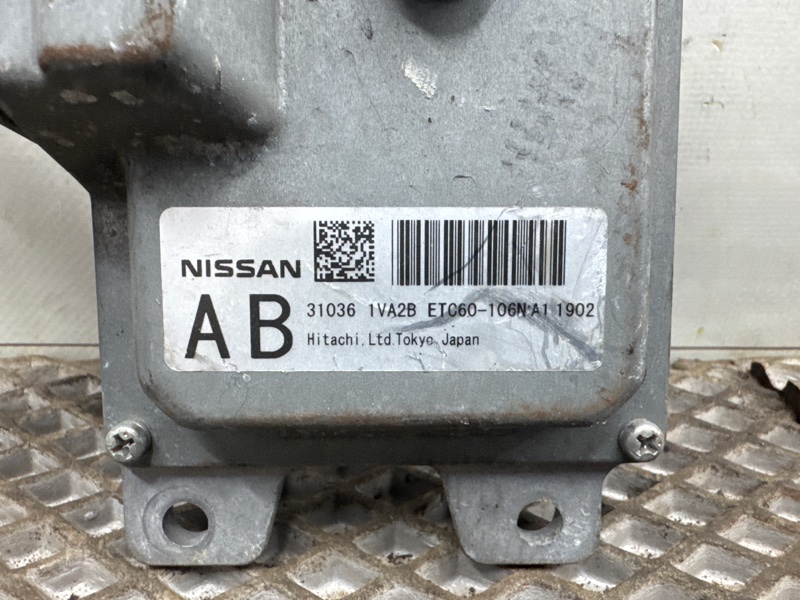 NISSAN
AB
31036 1VA2B ETC60-106N A1 1902
Hitachi, Ltd. Tokyo, Japan